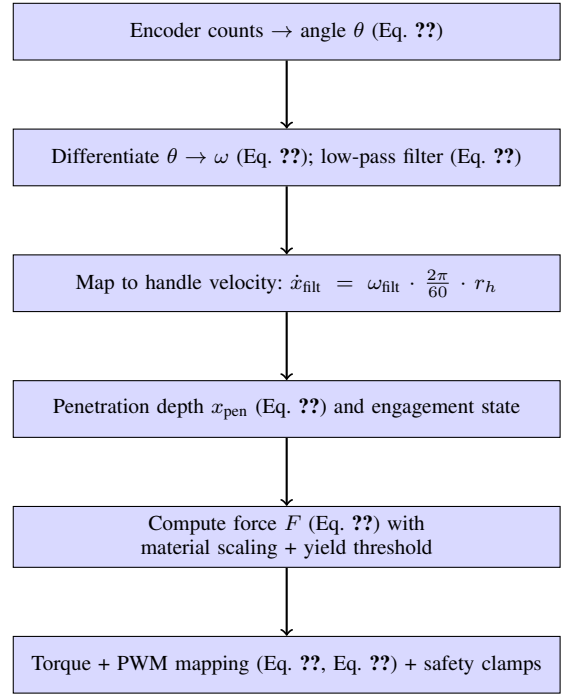 Encoder counts → angle θ (Eq. ??)
Differentiate θ → ω (Eq. ??); low-pass filter (Eq. ??)
Map to handle velocity: ẋ_filt = ω_filt · 2π/60 · r_h
Penetration depth x_pen (Eq. ??) and engagement state
Compute force F (Eq. ??) with
material scaling + yield threshold
Torque + PWM mapping (Eq. ??, Eq. ??) + safety clamps